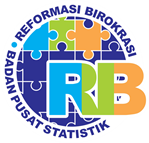 • REFORMASI BIROKRASI
• BADAN PUSAT STATISTIK
RB